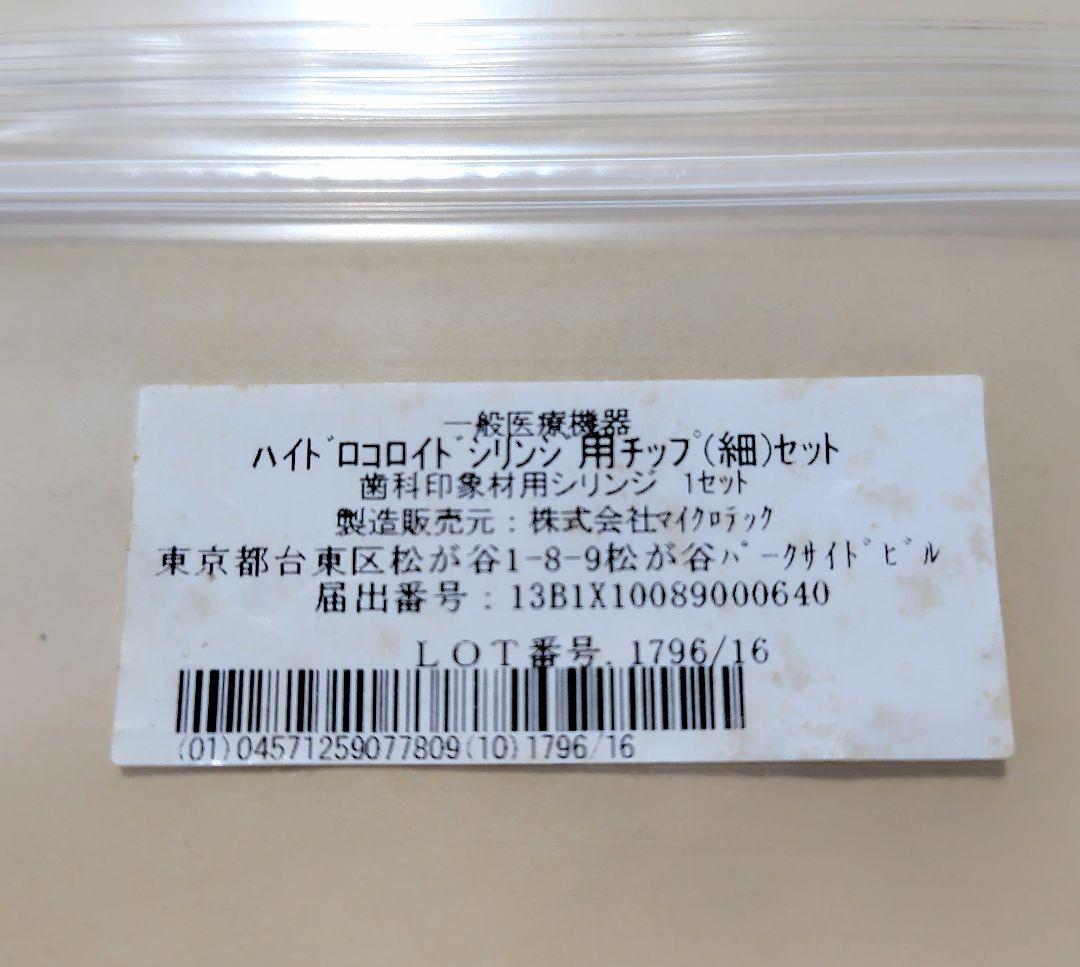 一般医療機器
ﾊｲﾄﾞﾛｺﾛｲﾄﾞｼﾘﾝｼﾞ用ﾁｯﾌﾟ(細)ｾｯﾄ
歯科印象材用シリンジ 1ｾｯﾄ
製造販売元：株式会社ﾏｲｸﾛﾃｯｸ
東京都台東区松が谷1-8-9松が谷ﾊﾟｰｸｻｲﾄﾞﾋﾞﾙ
届出番号：13B1X10089000640
ＬＯＴ番号. 1796/16
(01)04571259077809(10)1796/16